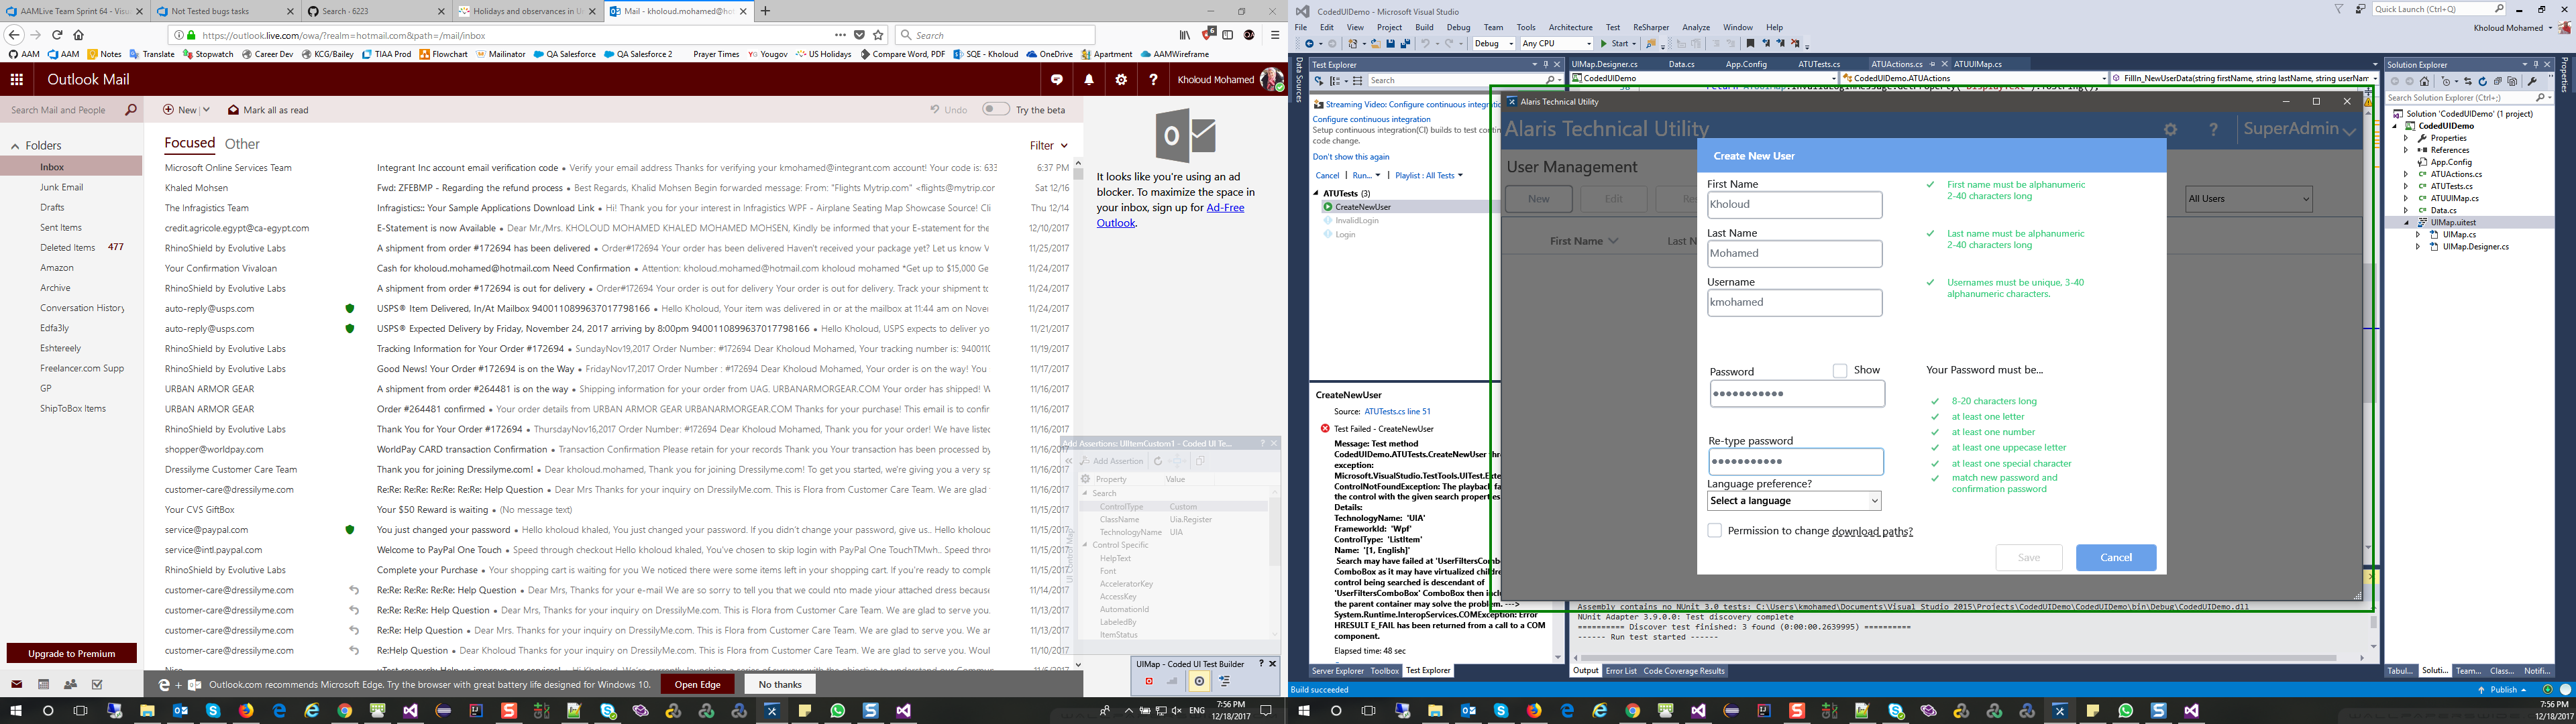 AAMLive Team Sprint 64 - Visu
Not Tested bugs tasks
Search · 6223
Holidays and observances in U
Mail - kholoud.mohamed@hot
https://outlook.live.com/owa/?realm=hotmail.com&path=/mail/inbox
Search
AAM
AAM
Notes
Translate
Stopwatch
Career Dev
KCG/Bailey
TIAA Prod
Flowchart
Mailinator
QA Salesforce
QA Salesforce 2
Prayer Times
Yougov
US Holidays
Compare Word, PDF
SQE - Kholoud
OneDrive
Apartment
AAMWireframe
Outlook Mail
Kholoud Mohamed
Search Mail and People
New
Mark all as read
Undo
Try the beta
Folders
Inbox
Junk Email
Drafts
Sent Items
Deleted Items 477
Amazon
Archive
Conversation History
Edfa3ly
Eshtereely
Freelancer.com Supp
GP
ShipToBox Items
Upgrade to Premium
Focused Other
Filter
Microsoft Online Services Team Integrant Inc account email verification code • Verify your email address Thanks for verifying your kmohamed@integrant.com account! Your code is: 633 6:37 PM
Khaled Mohsen Fwd: ZFEBMP - Regarding the refund process • Best Regards, Khalid Mohsen Begin forwarded message: From: "Flights Mytrip.com" <flights@mytrip.com Sat 12/16
The Infragistics Team Infragistics:: Your Sample Applications Download Link • Hi! Thank you for your interest in Infragistics WPF - Airplane Seating Map Showcase Source! Cli Thu 12/14
credit.agricole.egypt@ca-egypt.com E-Statement is now Available • Dear Mr./Mrs. KHOLOUD MOHAMED KHALED MOHAMED MOHSEN, Kindly be informed that your E-statement for the 12/10/2017
RhinoShield by Evolutive Labs A shipment from order #172694 has been delivered • Order#172694 Your order has been delivered Haven't received your package yet? Let us know V 11/25/2017
Your Confirmation Vivaloan Cash for kholoud.mohamed@hotmail.com Need Confirmation • Attention: kholoud.mohamed@hotmail.com kholoud mohamed *Get up to $15,000 Ge 11/24/2017
RhinoShield by Evolutive Labs A shipment from order #172694 is out for delivery • Order#172694 Your order is out for delivery Your order is out for delivery. Track your shipment to 11/24/2017
auto-reply@usps.com USPS® Item Delivered, In/At Mailbox 9400110899637017798166 • Hello Kholoud, Your item was delivered in or at the mailbox at 11:44 am on Nover 11/24/2017
auto-reply@usps.com USPS® Expected Delivery by Friday, November 24, 2017 arriving by 8:00pm 9400110899637017798166 • Hello Kholoud, USPS expects to deliver yo 11/21/2017
RhinoShield by Evolutive Labs Tracking Information for Your Order #172694 • SundayNov19,2017 Order Number: #172694 Dear Kholoud Mohamed, Your tracking number is: 9400110 11/19/2017
RhinoShield by Evolutive Labs Good News! Your Order #172694 is on the Way • FridayNov17,2017 Order Number : #172694 Dear Kholoud Mohamed, Your order is on the way! You 11/17/2017
URBAN ARMOR GEAR A shipment from order #264481 is on the way • Shipping information for your order from UAG. URBANARMORGEAR.COM Your order has shipped! W 11/16/2017
URBAN ARMOR GEAR Order #264481 confirmed • Your order details from URBAN ARMOR GEAR URBANARMORGEAR.COM Thanks for your purchase! This email is to confir 11/16/2017
RhinoShield by Evolutive Labs Thank You for Your Order #172694 • ThursdayNov16,2017 Order Number: #172694 Dear Kholoud Mohamed, Thank you for your order! We have listed 11/16/2017
shopper@worldpay.com WorldPay CARD transaction Confirmation • Transaction Confirmation Please retain for your records Thank you Your transaction has been processed by 11/16/2017
Dressilyme Customer Care Team Thank you for joining Dressilyme.com! • Dear kholoud.mohamed, Thank you for joining Dressilyme.com! To get you started, we're giving you a very sp 11/16/2017
customer-care@dressilyme.com Re:Re: Re:Re: Re:Re: Help Question • Dear Mrs Thanks for your inquiry on DressilyMe.com. This is Flora from Customer Care Team. We are glad 11/16/2017
Your CVS GiftBox Your $50 Reward is waiting • (No message text) 11/15/2017
service@paypal.com You just changed your password • Hello kholoud khaled, You just changed your password. If you didn't change your password, give us.. Hello kholoud 11/15/2017
service@intl.paypal.com Welcome to PayPal One Touch • Speed through checkout Hello kholoud khaled, You've chosen to skip login with PayPal One TouchTMwh.. Speed throu 11/15/2017
RhinoShield by Evolutive Labs Complete your Purchase • Your shopping cart is waiting for you We noticed there were some items left in your shopping cart. If you're ready to comple 11/15/2017
customer-care@dressilyme.com Re:Re: Re:Re: Help Question • Dear Mrs, Thanks for your e-mail We are so sorry to tell you that we could nto made your attached dress because 11/14/2017
customer-care@dressilyme.com Re:Re: Re:Re: Help Question • Dear Mrs, Thanks for your inquiry on DressilyMe.com. This is Flora from Customer Care Team. We are glad to serve you. 11/13/2017
customer-care@dressilyme.com Re:Re: Help Question • Dear Mrs. Thanks for your inquiry on DressilyMe.com. This is Flora from Customer Care Team. We are glad to serve you. We an 11/13/2017
customer-care@dressilyme.com Re:Help Question • Dear Kholoud Thanks for your inquiry on DressilyMe.com. This is Flora from Customer Care Team. We are glad to serve you. Would 11/10/2017
It looks like you're using an ad
blocker. To maximize the space in
your inbox, sign up for Ad-Free
Outlook.
Add Assertions: UIItemCustom1 - Coded UI Te...
Add Assertion
Property Value
Search
ControlType Custom
ClassName Uia.Register
TechnologyName UIA
Control Specific
HelpText
Font
AcceleratorKey
AccessKey
AutomationId
LabeledBy
ItemStatus
UI Control Map
UIMap - Coded UI Test Builder
Outlook.com recommends Microsoft Edge. Try the browser with great battery life designed for Windows 10.
Open Edge
No thanks
ENG
7:56 PM
12/18/2017
CodedUIDemo - Microsoft Visual Studio
Quick Launch (Ctrl+Q)
File Edit View Project Build Debug Team Tools Architecture Test ReSharper Analyze Window Help
Kholoud Mohamed
Debug Any CPU Start
Data Sources
Test Explorer
Search
Streaming Video: Configure continuous integratio
Configure continuous integration
Setup continuous integration(CI) builds to test cont
code change.
Don't show this again
Cancel Run... Playlist : All Tests
ATUTests (3)
CreateNewUser
InvalidLogin
Login
CreateNewUser
Source: ATUTests.cs line 51
Test Failed - CreateNewUser
Message: Test method
CodedUIDemo.ATUTests.CreateNewUser thr
exception:
Microsoft.VisualStudio.TestTools.UITest.Exte
ControlNotFoundException: The playback fa
the control with the given search properties
Details:
TechnologyName: 'UIA'
FrameworkId: 'Wpf'
ControlType: 'ListItem'
Name: '[1, English]'
Search may have failed at 'UserFiltersCombo
ComboBox as it may have virtualized childre
control being searched is descendant of
'UserFiltersComboBox' ComboBox then inclu
the parent container may solve the problem. --->
System.Runtime.InteropServices.COMException: Error
HRESULT E_FAIL has been returned from a call to a COM
component.
Elapsed time: 48 sec
Server Explorer Toolbox Test Explorer
UIMap.Designer.cs Data.cs App.Config ATUTests.cs ATUActions.cs ATUUIMap.cs
CodedUIDemo
CodedUIDemo.ATUActions
FillIn_NewUserData(string firstName, string lastName, string userNam
Alaris Technical Utility
Alaris Technical Utility
SuperAdmin
User Management
New Edit
All Users
First Name
Last N
Create New User
First Name
Kholoud
First name must be alphanumeric
2-40 characters long
Last Name
Mohamed
Last name must be alphanumeric
2-40 characters long
Username
kmohamed
Usernames must be unique, 3-40
alphanumeric characters.
Password
Show
Your Password must be...
8-20 characters long
at least one letter
at least one number
at least one uppecase letter
at least one special character
match new password and
confirmation password
Re-type password
Language preference?
Select a language
Permission to change download paths?
Save
Cancel
Assembly contains no NUnit 3.0 tests: C:\Users\kmohamed\Documents\Visual Studio 2015\Projects\CodedUIDemo\CodedUIDemo\bin\Debug\CodedUIDemo.dll
NUnit Adapter 3.9.0.0: Test discovery complete
========== Discover test finished: 3 found (0:00:00.2639995) ==========
------ Run test started ------
Output Error List Code Coverage Results
Solution Explorer
Search Solution Explorer (Ctrl+;)
Solution 'CodedUIDemo' (1 project)
CodedUIDemo
Properties
References
App.Config
ATUActions.cs
ATUTests.cs
ATUUIMap.cs
Data.cs
UIMap.uitest
UIMap.cs
UIMap.Designer.cs
Properties
Tabul... Soluti... Team... Class... Notifi...
Build succeeded
Publish
7:56 PM
12/18/2017